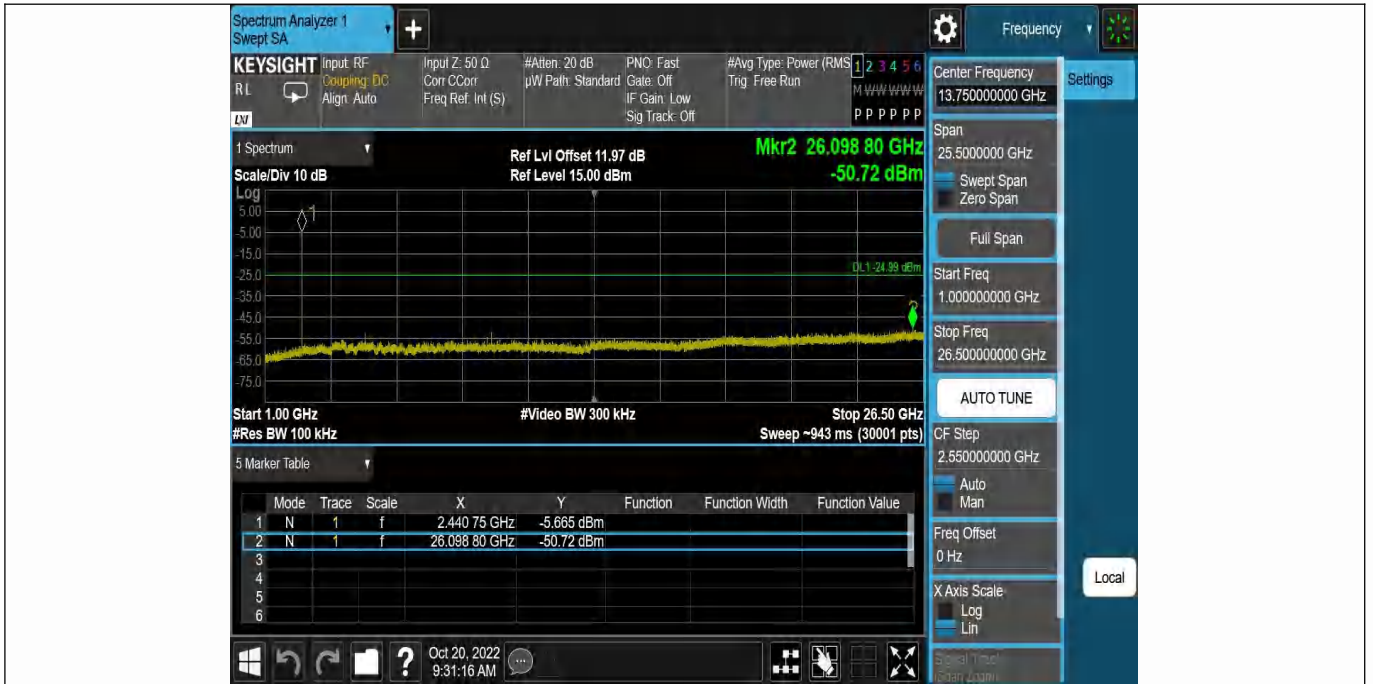 Spectrum Analyzer 1
Swept SA
+
Frequency
KEYSIGHT
RL
LXI
Input: RF
Coupling: DC
Align: Auto
Input Z: 50 Ω
Corr CCorr
Freq Ref: Int (S)
#Atten: 20 dB
µW Path: Standard
PNO: Fast
Gate: Off
IF Gain: Low
Sig Track: Off
#Avg Type: Power (RMS
Trig: Free Run
1 2 3 4 5 6
M W W W W W
P P P P P P
Center Frequency
13.750000000 GHz
Settings
Span
25.5000000 GHz
Swept Span
Zero Span
Full Span
Start Freq
1.000000000 GHz
Stop Freq
26.500000000 GHz
AUTO TUNE
CF Step
2.550000000 GHz
Auto
Man
Freq Offset
0 Hz
X Axis Scale
Log
Lin
Signal Track
(Span Zoom)
Local
1 Spectrum
Scale/Div 10 dB
Ref Lvl Offset 11.97 dB
Ref Level 15.00 dBm
Mkr2 26.098 80 GHz
-50.72 dBm
Log
5.00
-5.00
-15.0
-25.0
-35.0
-45.0
-55.0
-65.0
-75.0
1
DL1 -24.99 dBm
2
Start 1.00 GHz
#Video BW 300 kHz
Stop 26.50 GHz
#Res BW 100 kHz
Sweep ~943 ms (30001 pts)
5 Marker Table
Mode Trace Scale X Y Function Function Width Function Value
1 N 1 f 2.440 75 GHz -5.665 dBm
2 N 1 f 26.098 80 GHz -50.72 dBm
3
4
5
6
?
Oct 20, 2022
9:31:16 AM